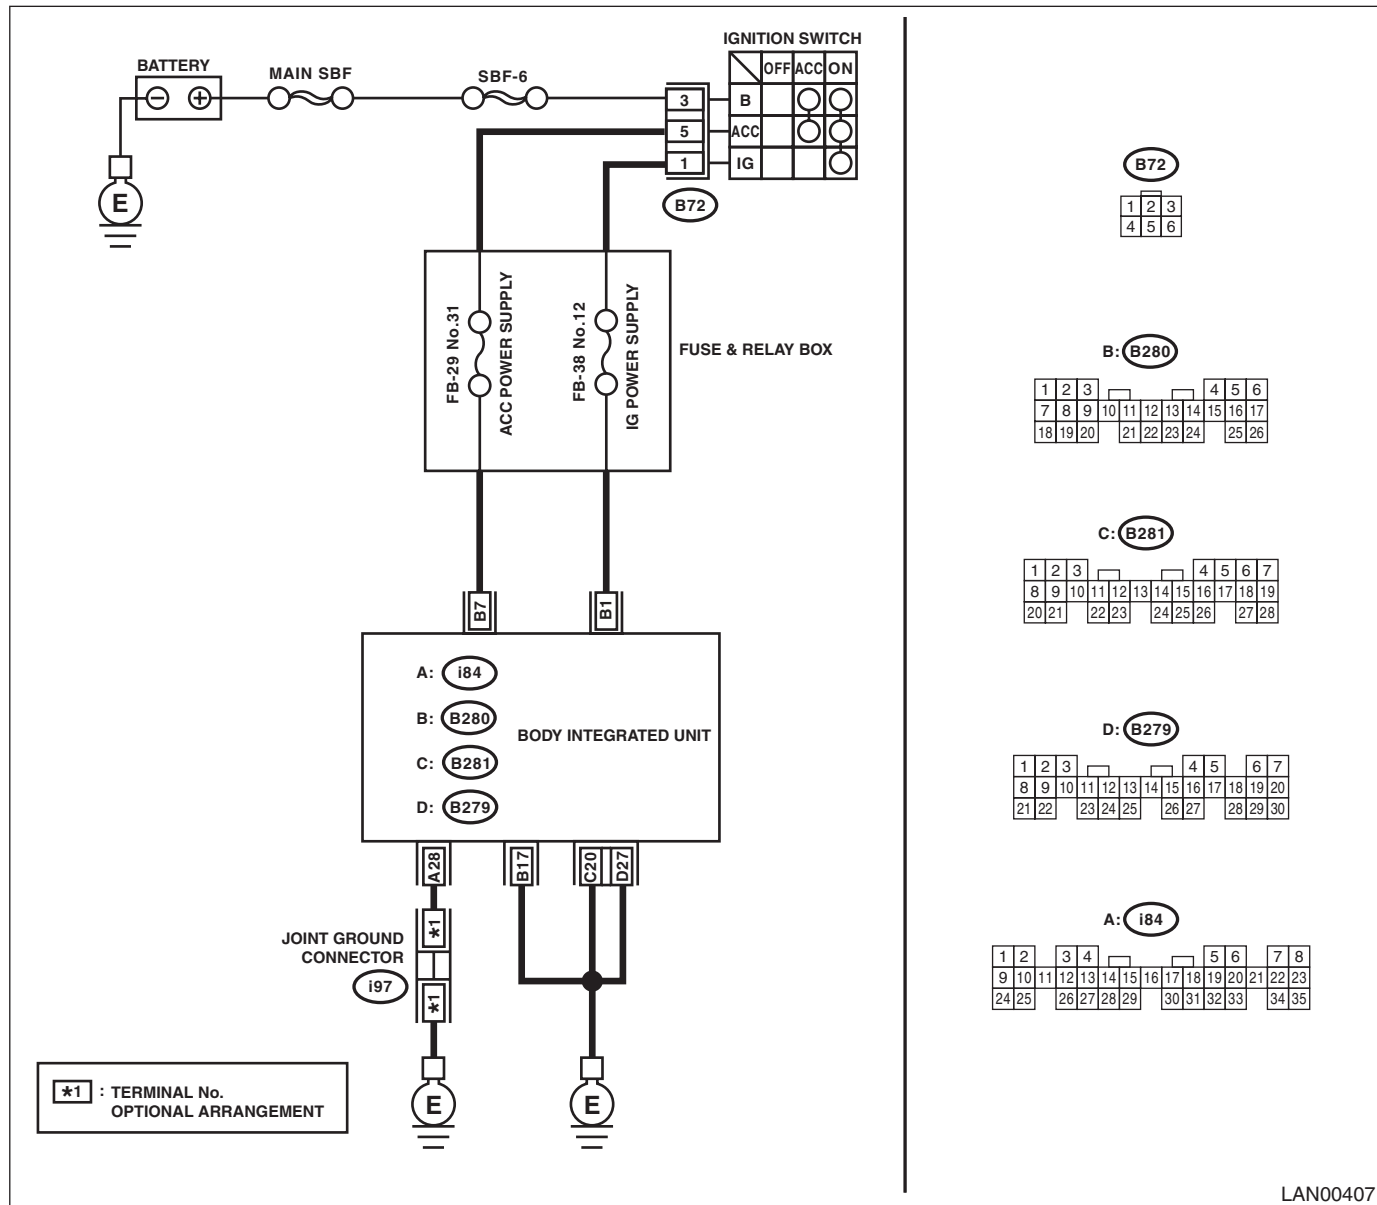 IGNITION SWITCH
OFF ACC ON
B
ACC
IG
BATTERY
MAIN SBF
SBF-6
3
5
1
B72
E
FB-29 No.31
ACC POWER SUPPLY
FB-38 No.12
IG POWER SUPPLY
FUSE & RELAY BOX
B7
B1
A: i84
B: B280
C: B281
D: B279
BODY INTEGRATED UNIT
A28
B17
C20
D27
JOINT GROUND
CONNECTOR
i97
*1
*1
E
E
*1 : TERMINAL No.
OPTIONAL ARRANGEMENT
B72
1 2 3
4 5 6
B: B280
1 2 3 4 5 6
7 8 9 10 11 12 13 14 15 16 17
18 19 20 21 22 23 24 25 26
C: B281
1 2 3 4 5 6 7
8 9 10 11 12 13 14 15 16 17 18 19
20 21 22 23 24 25 26 27 28
D: B279
1 2 3 4 5 6 7
8 9 10 11 12 13 14 15 16 17 18 19 20
21 22 23 24 25 26 27 28 29 30
A: i84
1 2 3 4 5 6 7 8
9 10 11 12 13 14 15 16 17 18 19 20 21 22 23
24 25 26 27 28 29 30 31 32 33 34 35
LAN00407